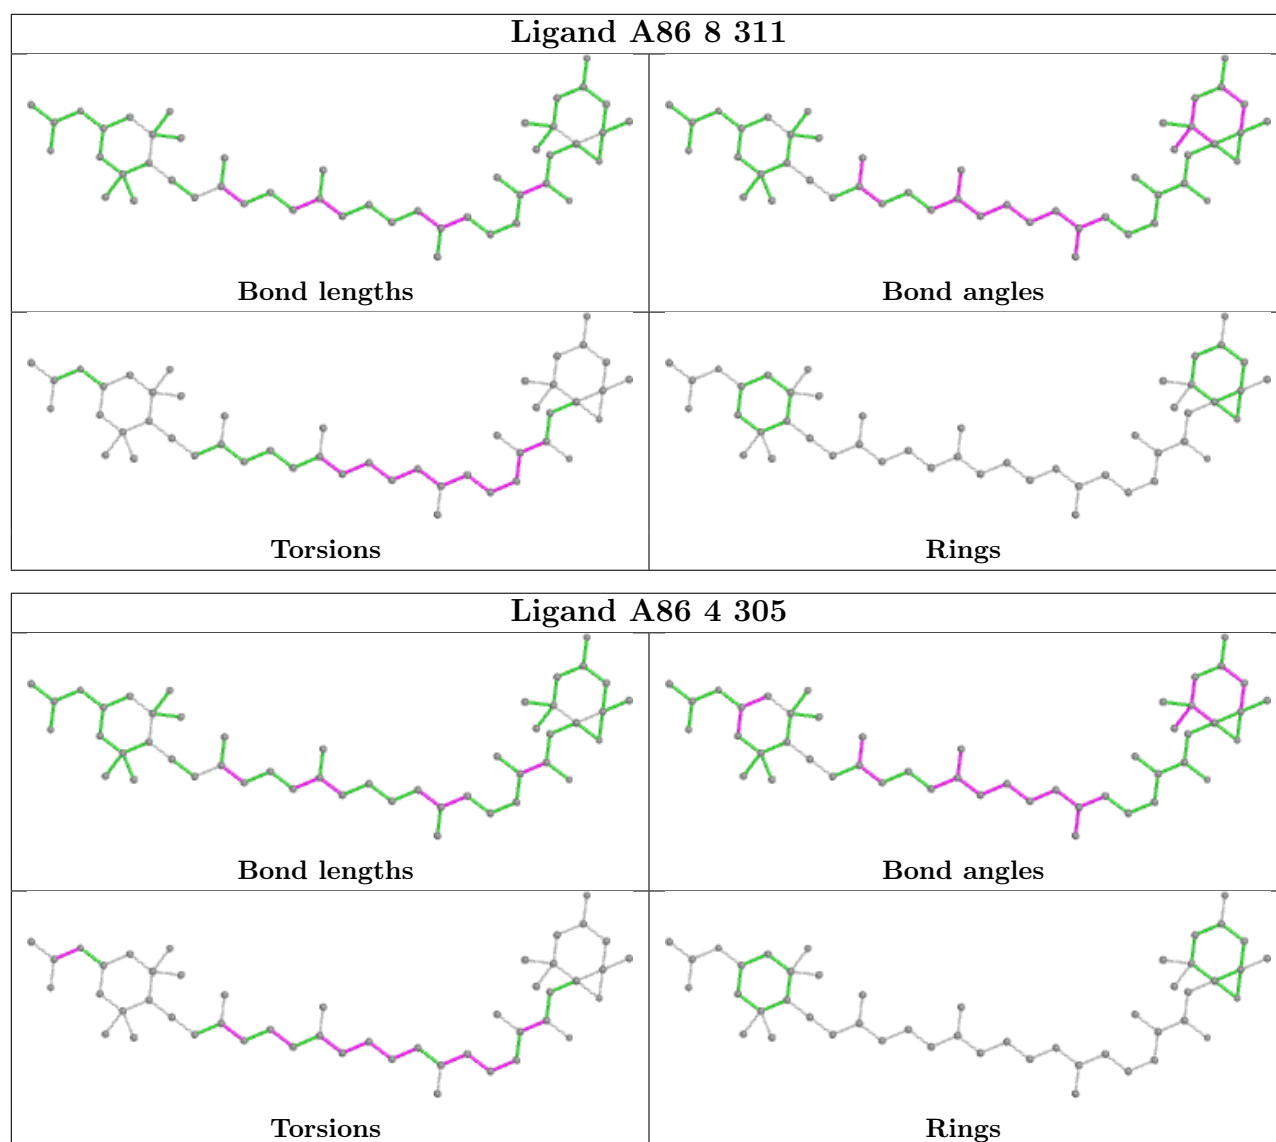 Ligand A86 8 311
Bond lengths
Bond angles
Torsions
Rings
Ligand A86 4 305
Bond lengths
Bond angles
Torsions
Rings